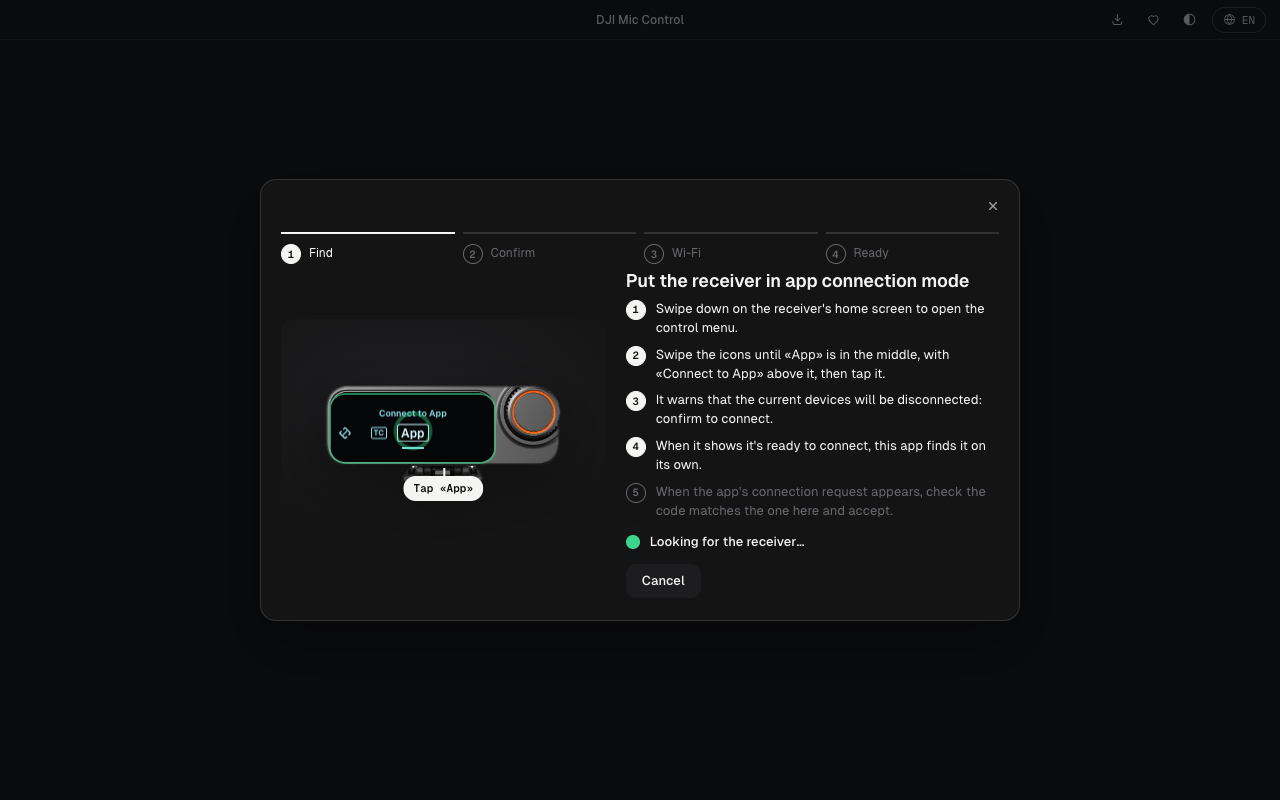 DJI Mic Control
EN
1 Find
2 Confirm
3 Wi-Fi
4 Ready
Connect to App
TC
App
Tap «App»
Put the receiver in app connection mode
1 Swipe down on the receiver's home screen to open the
control menu.
2 Swipe the icons until «App» is in the middle, with
«Connect to App» above it, then tap it.
3 It warns that the current devices will be disconnected:
confirm to connect.
4 When it shows it's ready to connect, this app finds it on
its own.
5 When the app's connection request appears, check the
code matches the one here and accept.
Looking for the receiver…
Cancel